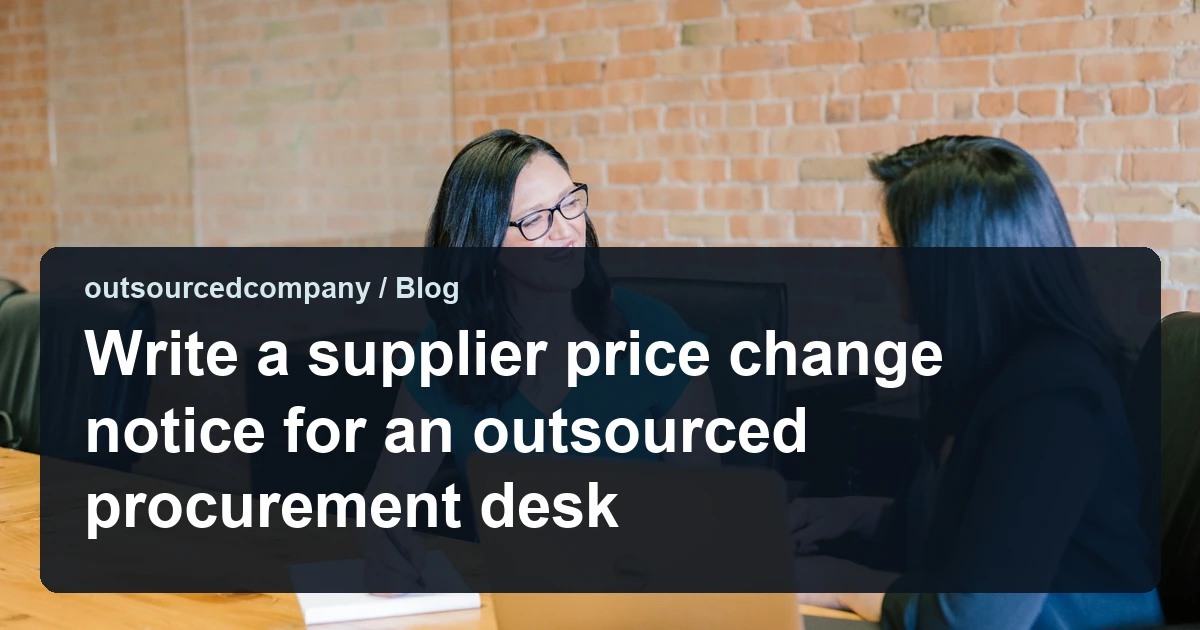 outsourcedcompany / Blog
Write a supplier price change
notice for an outsourced
procurement desk